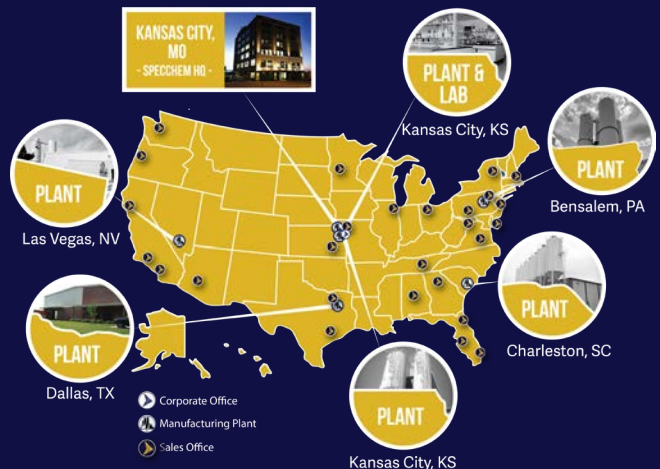 KANSAS CITY,
MO
- SPECCHEM HQ -
PLANT &
LAB
Kansas City, KS
PLANT
Las Vegas, NV
PLANT
Bensalem, PA
PLANT
Charleston, SC
PLANT
Dallas, TX
PLANT
Kansas City, KS
Corporate Office
Manufacturing Plant
Sales Office